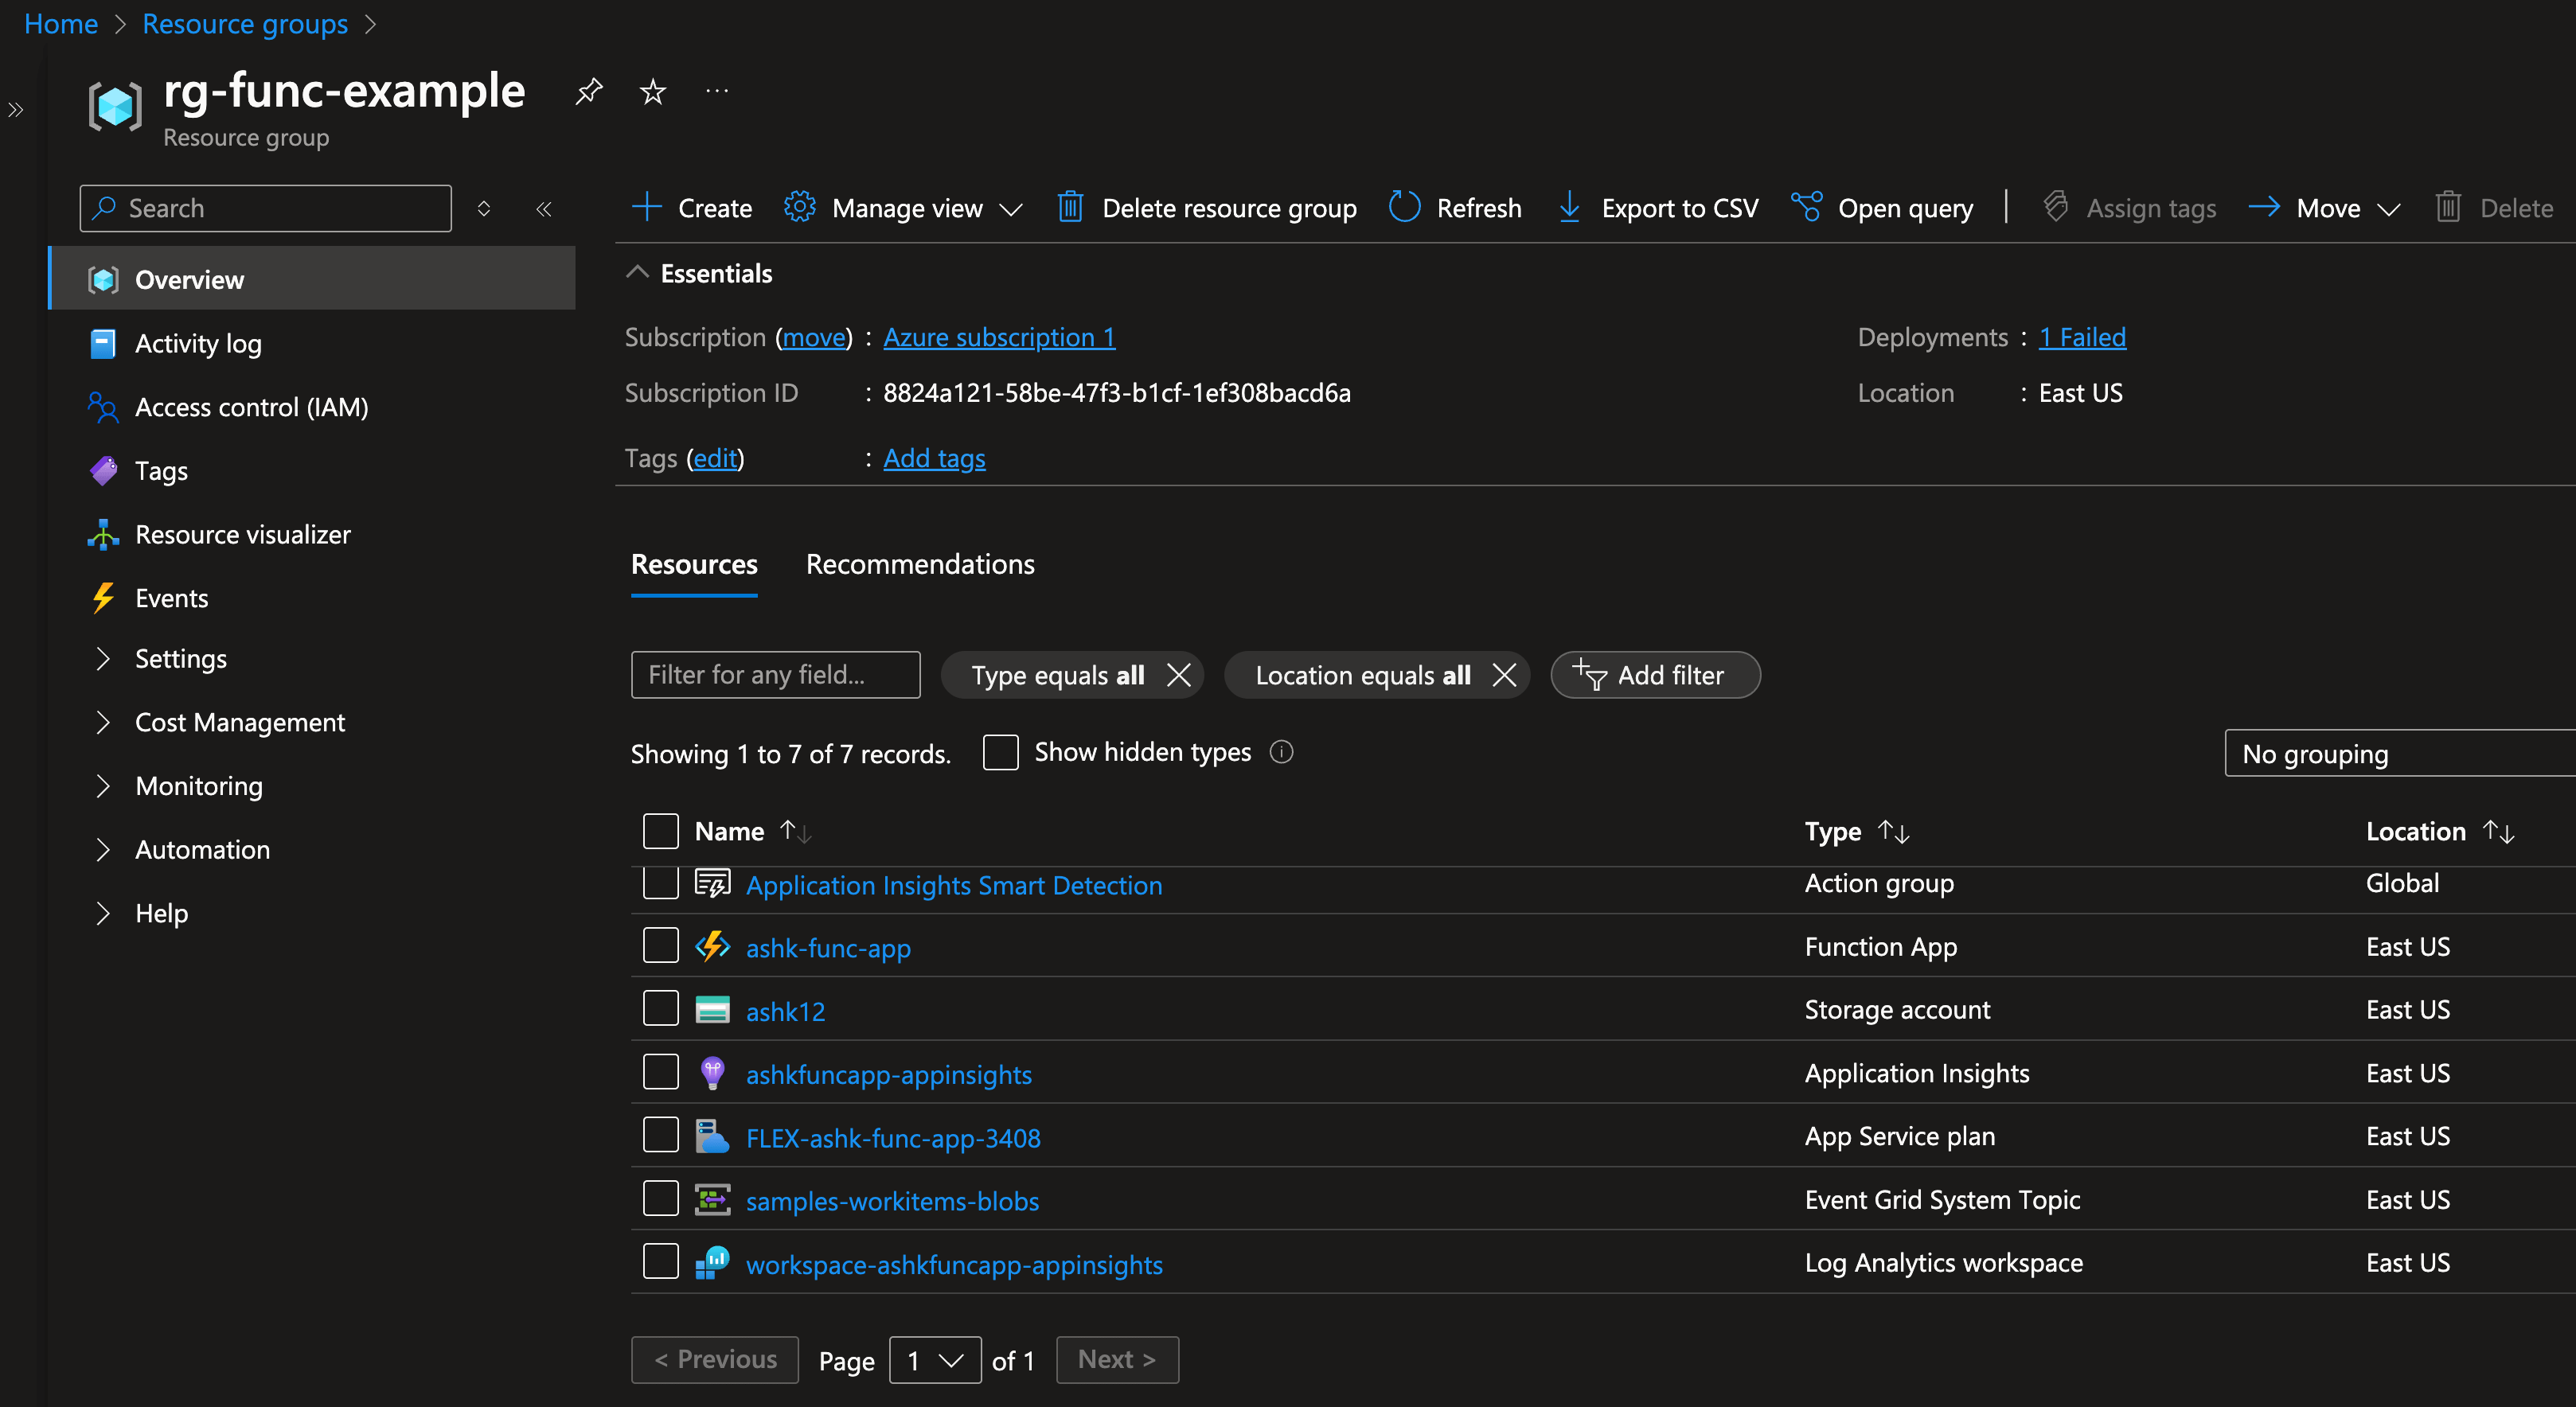 Home > Resource groups >
rg-func-example
Resource group
Search
Overview
Activity log
Access control (IAM)
Tags
Resource visualizer
Events
Settings
Cost Management
Monitoring
Automation
Help
Create Manage view Delete resource group Refresh Export to CSV Open query Assign tags Move Delete
Essentials
Subscription (move) : Azure subscription 1
Subscription ID : 8824a121-58be-47f3-b1cf-1ef308bacd6a
Tags (edit) : Add tags
Deployments : 1 Failed
Location : East US
Resources Recommendations
Filter for any field... Type equals all Location equals all Add filter
Showing 1 to 7 of 7 records. Show hidden types No grouping
Name Type Location
Application Insights Smart Detection Action group Global
ashk-func-app Function App East US
ashk12 Storage account East US
ashkfuncapp-appinsights Application Insights East US
FLEX-ashk-func-app-3408 App Service plan East US
samples-workitems-blobs Event Grid System Topic East US
workspace-ashkfuncapp-appinsights Log Analytics workspace East US
< Previous Page 1 of 1 Next >